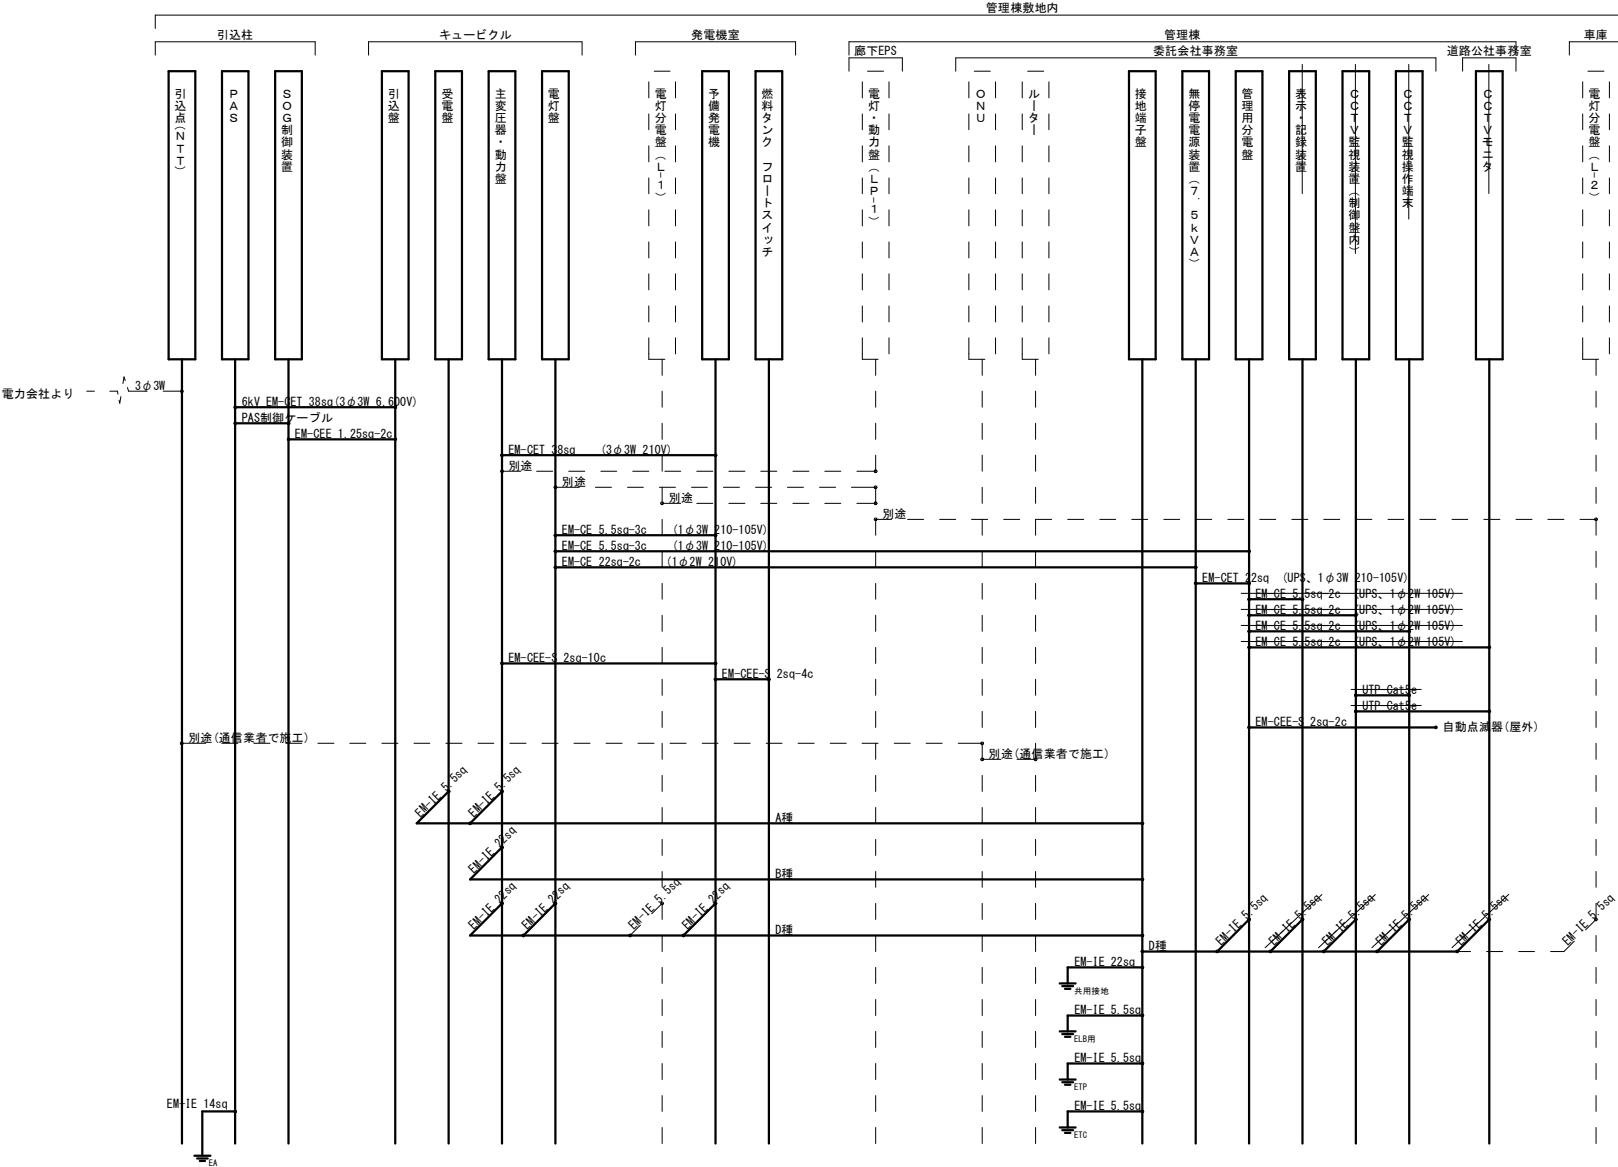 管理棟敷地内
引込柱
キュービクル
発電機室
管理棟
車庫
廊下EPS
委託会社事務室
道路公社事務室
引込点(NTT)
PAS
SOG制御装置
引込盤
受電盤
主変圧器・動力盤
電灯盤
電灯分電盤(L-1)
予備発電機
燃料タンク フロートスイッチ
電灯・動力盤(LP-1)
ONU
ルーター
接地端子盤
無停電電源装置(7.5kVA)
管理用分電盤
表示・記録装置
CCTV監視装置(制御盤内)
CCTV監視操作端末
CCTVモニタ
電灯分電盤(L-2)
電力会社より
3φ3W
6kV EM-CET 38sq(3φ3W 6,600V)
PAS制御ケーブル
EM-CEE 1.25sq-2c
EM-CET 38sq (3φ3W 210V)
別途
別途
別途
別途
EM-CE 5.5sq-3c (1φ3W 210-105V)
EM-CE 5.5sq-3c (1φ3W 210-105V)
EM-CE 22sq-2c (1φ2W 210V)
EM-CET 22sq (UPS、1φ3W 210-105V)
EM-CE 5.5sq-2c (UPS、1φ2W 105V)
EM-CE 5.5sq-2c (UPS、1φ2W 105V)
EM-CE 5.5sq-2c (UPS、1φ2W 105V)
EM-CE 5.5sq-2c (UPS、1φ2W 105V)
EM-CEE-S 2sq-10c
EM-CEE-S 2sq-4c
UTP Cat5e
UTP Cat5e
EM-CEE-S 2sq-2c
自動点滅器(屋外)
別途(通信業者で施工)
別途(通信業者で施工)
EM-IE 5.5sq
EM-IE 5.5sq
A種
EM-IE 22sq
B種
EM-IE 22sq
EM-IE 22sq
EM-IE 5.5sq
EM-IE 22sq
D種
EM-IE 5.5sq
EM-IE 5.5sq
EM-IE 5.5sq
EM-IE 5.5sq
EM-IE 5.5sq
EM-IE 5.5sq
D種
EM-IE 22sq
共用接地
EM-IE 5.5sq
ELB用
EM-IE 5.5sq
ETP
EM-IE 5.5sq
ETC
EM-IE 14sq
EA